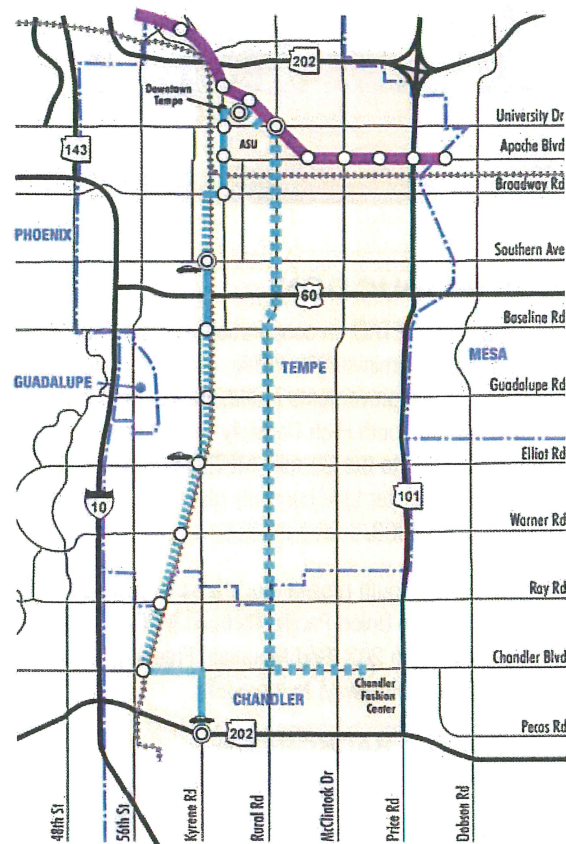 202
Downtown
Tempe
University Dr
ASU
143
Apache Blvd
Broadway Rd
PHOENIX
Southern Ave
60
Baseline Rd
TEMPE
MESA
GUADALUPE
Guadalupe Rd
Elliot Rd
10
101
Warner Rd
Ray Rd
Chandler Blvd
Chandler
Fashion
Center
CHANDLER
202
Pecos Rd
48th St
56th St
Kyrene Rd
Rural Rd
McClintock Dr
Price Rd
Dobson Rd